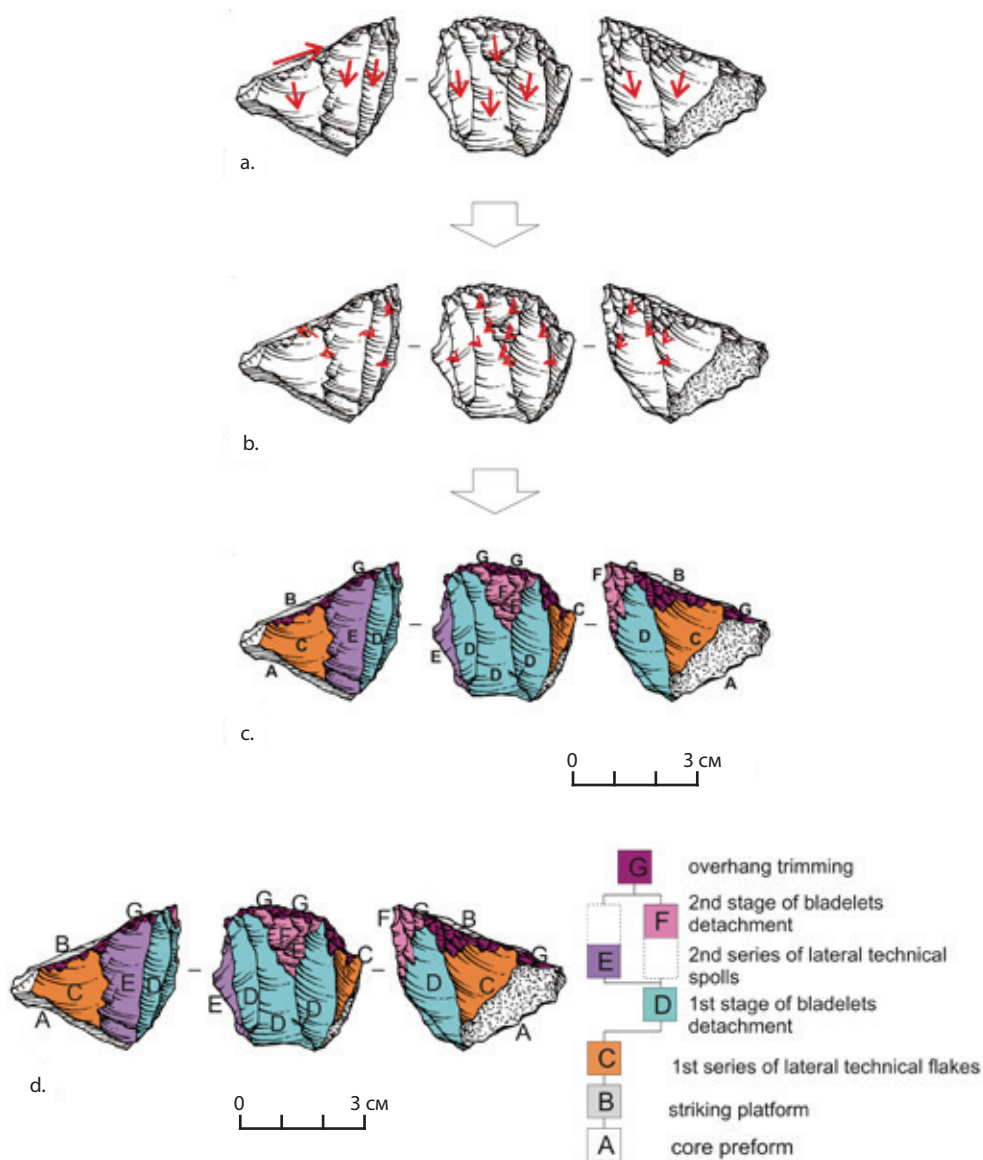 a.
b.
G
B
C
E
D
A
G G
F
F
C
E
D
D
D
F
G
B
D
C
G
A
c.
0 3 см
G
B
C
E
D
A
G G
F
F
C
E
D
D
D
F
G
B
D
C
G
A
d.
0 3 см
G overhang trimming
F 2nd stage of bladelets
detachment
E 2nd series of lateral technical
spolls
D 1st stage of bladelets
detachment
C 1st series of lateral technical flakes
B striking platform
A core preform